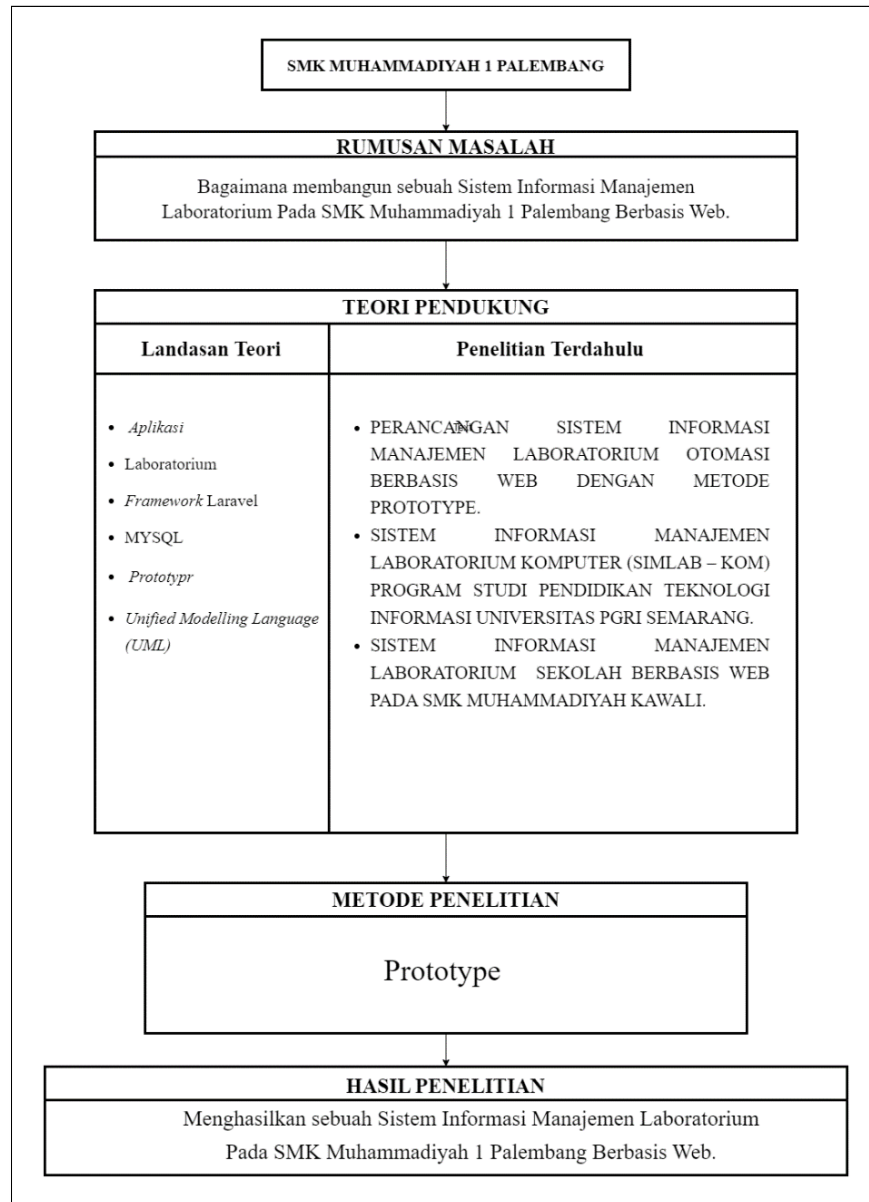 SMK MUHAMMADIYAH 1 PALEMBANG
RUMUSAN MASALAH
Bagaimana membangun sebuah Sistem Informasi Manajemen
Laboratorium Pada SMK Muhammadiyah 1 Palembang Berbasis Web.
TEORI PENDUKUNG
Landasan Teori
Penelitian Terdahulu
• Aplikasi
• Laboratorium
• Framework Laravel
• MYSQL
• Prototypr
• Unified Modelling Language
(UML)
• PERANCANGAN SISTEM INFORMASI
MANAJEMEN LABORATORIUM OTOMASI
BERBASIS WEB DENGAN METODE
PROTOTYPE.
• SISTEM INFORMASI MANAJEMEN
LABORATORIUM KOMPUTER (SIMLAB – KOM)
PROGRAM STUDI PENDIDIKAN TEKNOLOGI
INFORMASI UNIVERSITAS PGRI SEMARANG.
• SISTEM INFORMASI MANAJEMEN
LABORATORIUM SEKOLAH BERBASIS WEB
PADA SMK MUHAMMADIYAH KAWALI.
METODE PENELITIAN
Prototype
HASIL PENELITIAN
Menghasilkan sebuah Sistem Informasi Manajemen Laboratorium
Pada SMK Muhammadiyah 1 Palembang Berbasis Web.